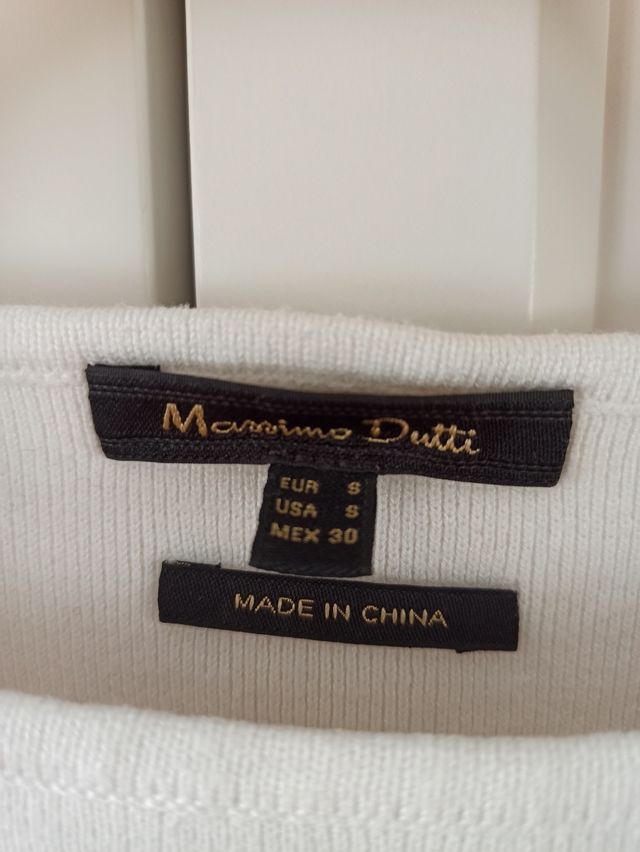 Massimo Dutti
EUR S
USA S
MEX 30
MADE IN CHINA